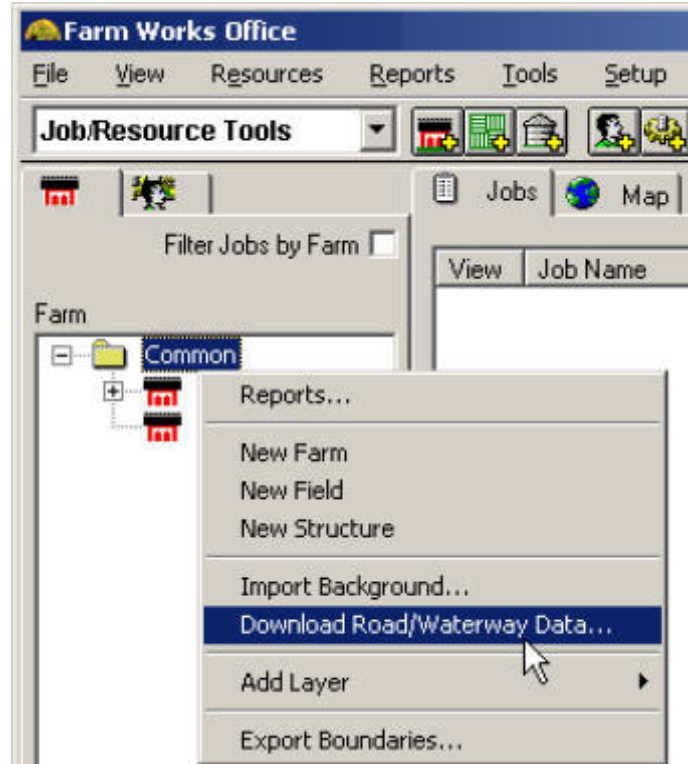 Farm Works Office
File View Resources Reports Tools Setup
Job/Resource Tools
Jobs Map
Filter Jobs by Farm
View Job Name
Farm
Common
Reports...
New Farm
New Field
New Structure
Import Background...
Download Road/Waterway Data...
Add Layer
Export Boundaries...